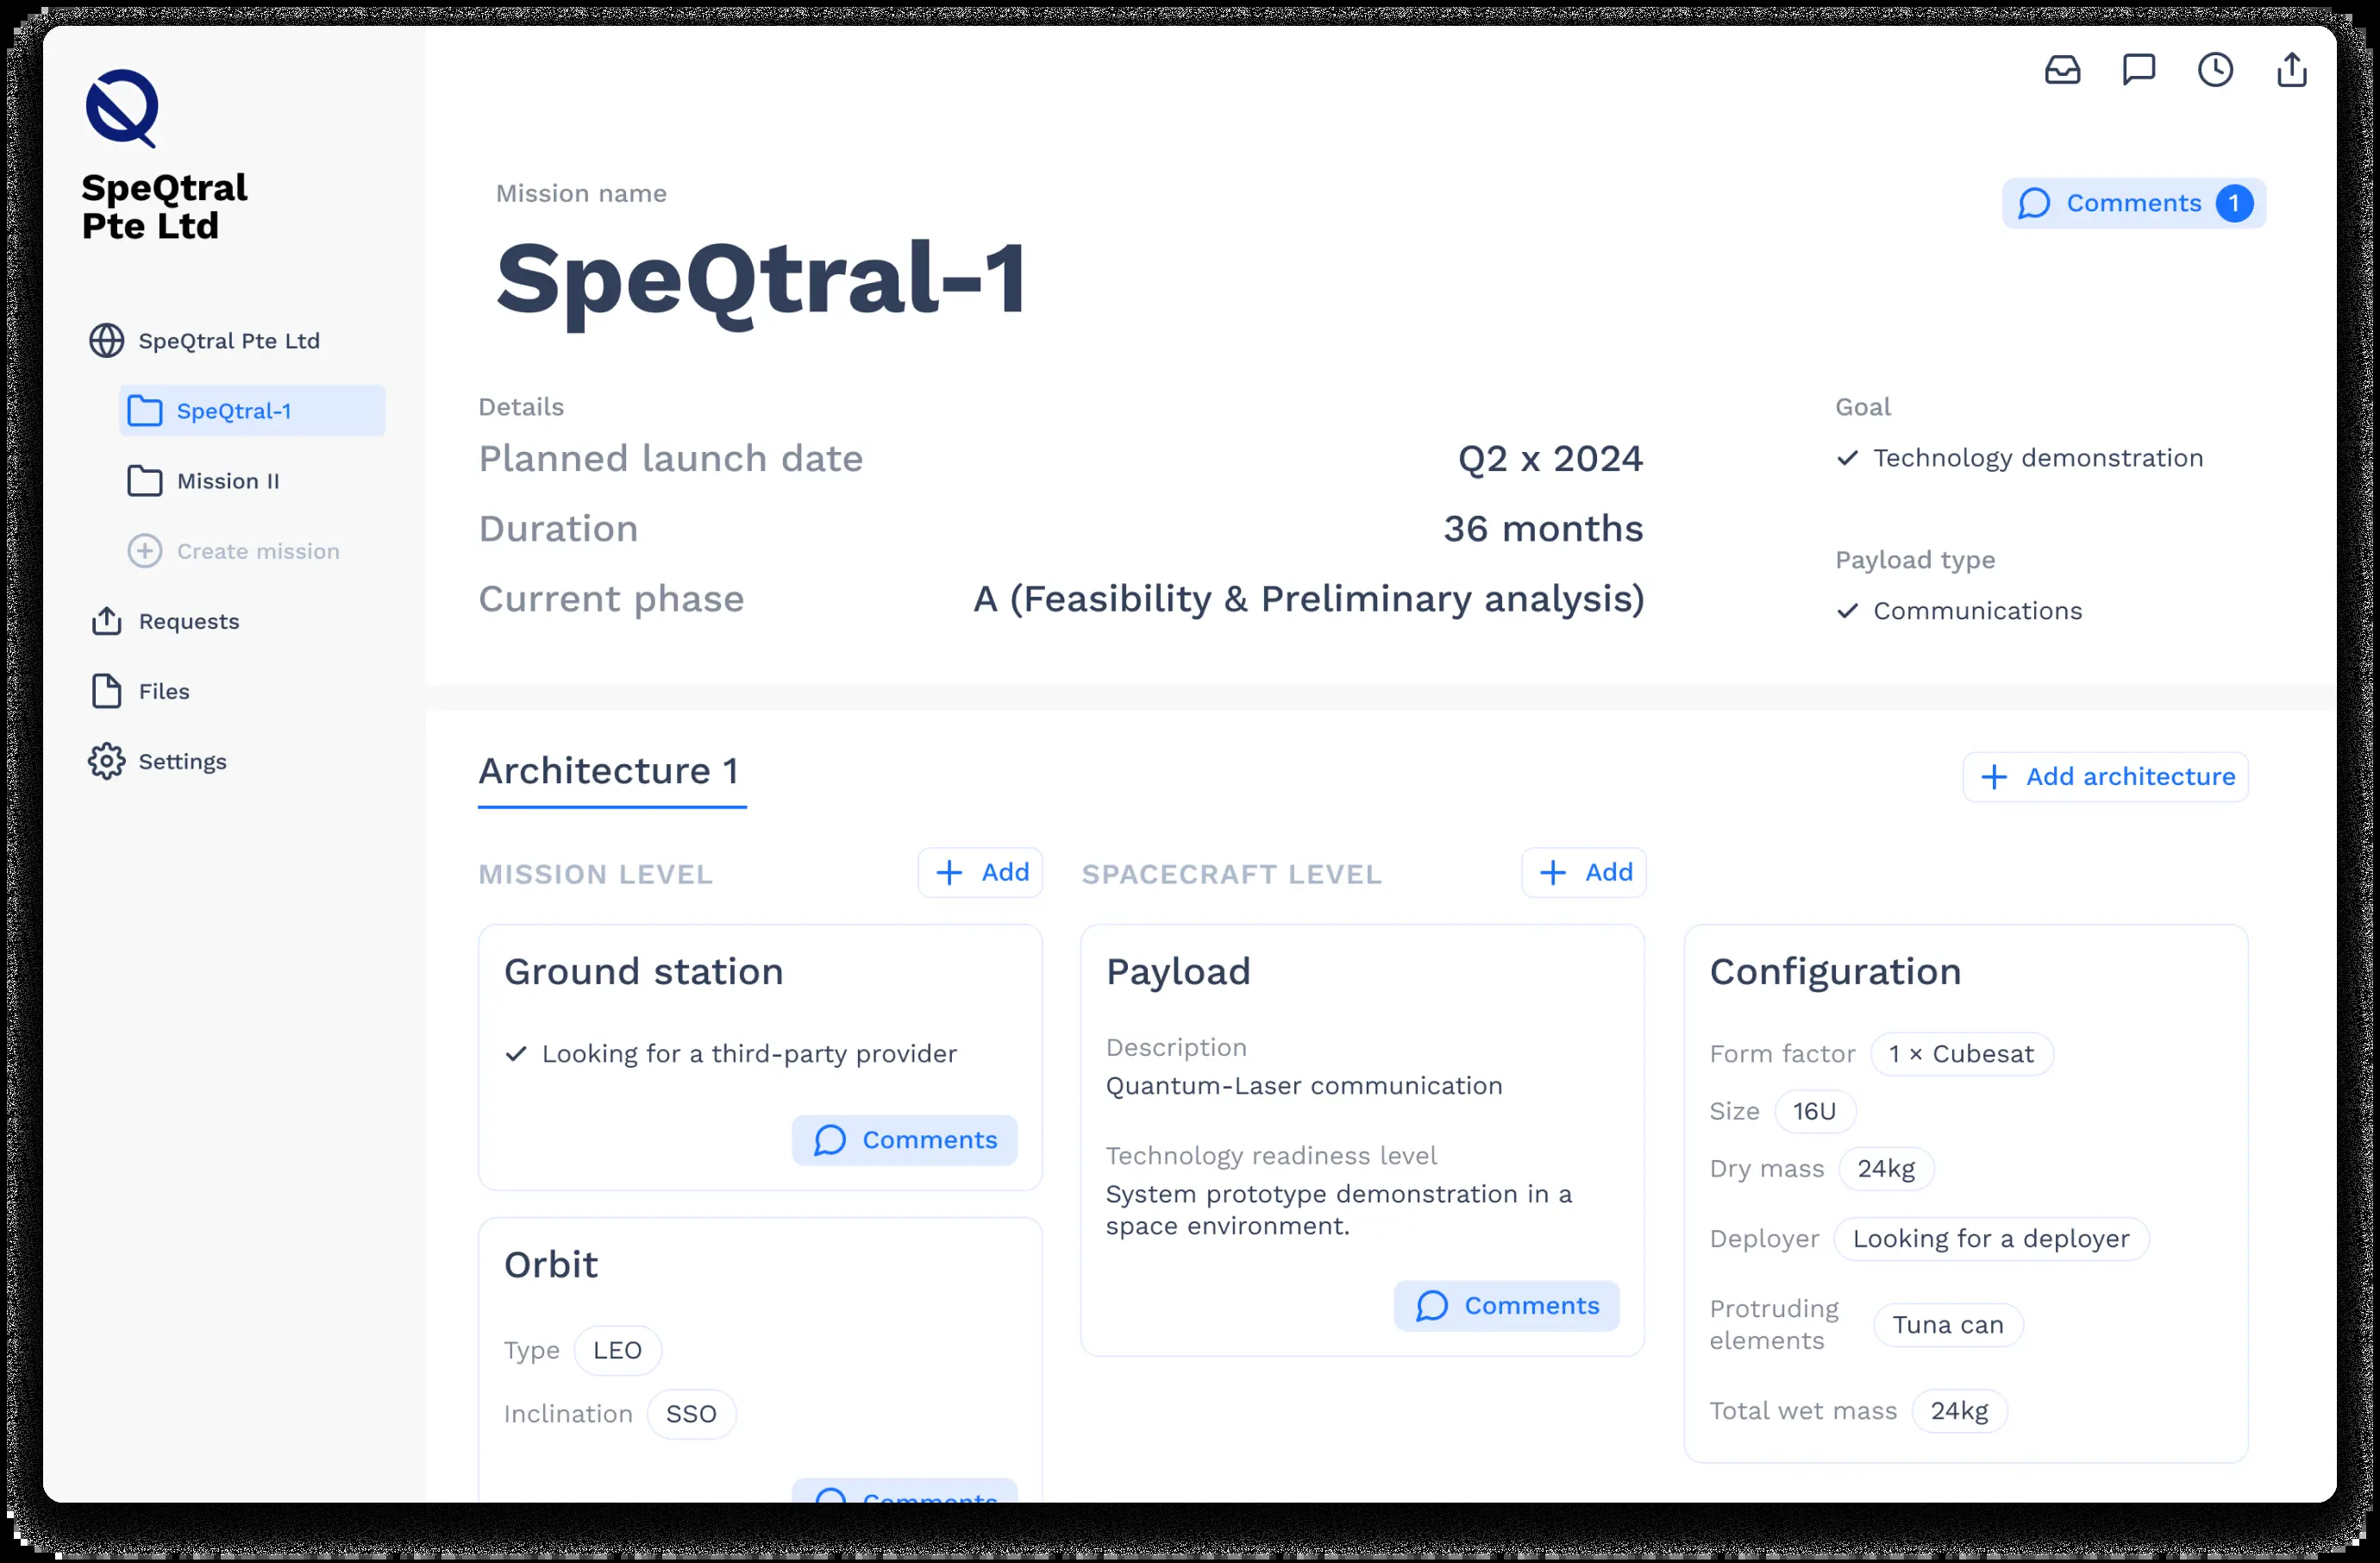 SpeQtral
Pte Ltd
SpeQtral Pte Ltd
SpeQtral-1
Mission II
Create mission
Requests
Files
Settings
Mission name
Comments 1
SpeQtral-1
Details
Planned launch date Q2 x 2024
Duration 36 months
Current phase A (Feasibility & Preliminary analysis)
Goal
Technology demonstration
Payload type
Communications
Architecture 1
Add architecture
MISSION LEVEL Add
Ground station
Looking for a third-party provider
Comments
Orbit
Type LEO
Inclination SSO
Comments
SPACECRAFT LEVEL Add
Payload
Description
Quantum-Laser communication
Technology readiness level
System prototype demonstration in a
space environment.
Comments
Configuration
Form factor 1 × Cubesat
Size 16U
Dry mass 24kg
Deployer Looking for a deployer
Protruding
elements Tuna can
Total wet mass 24kg